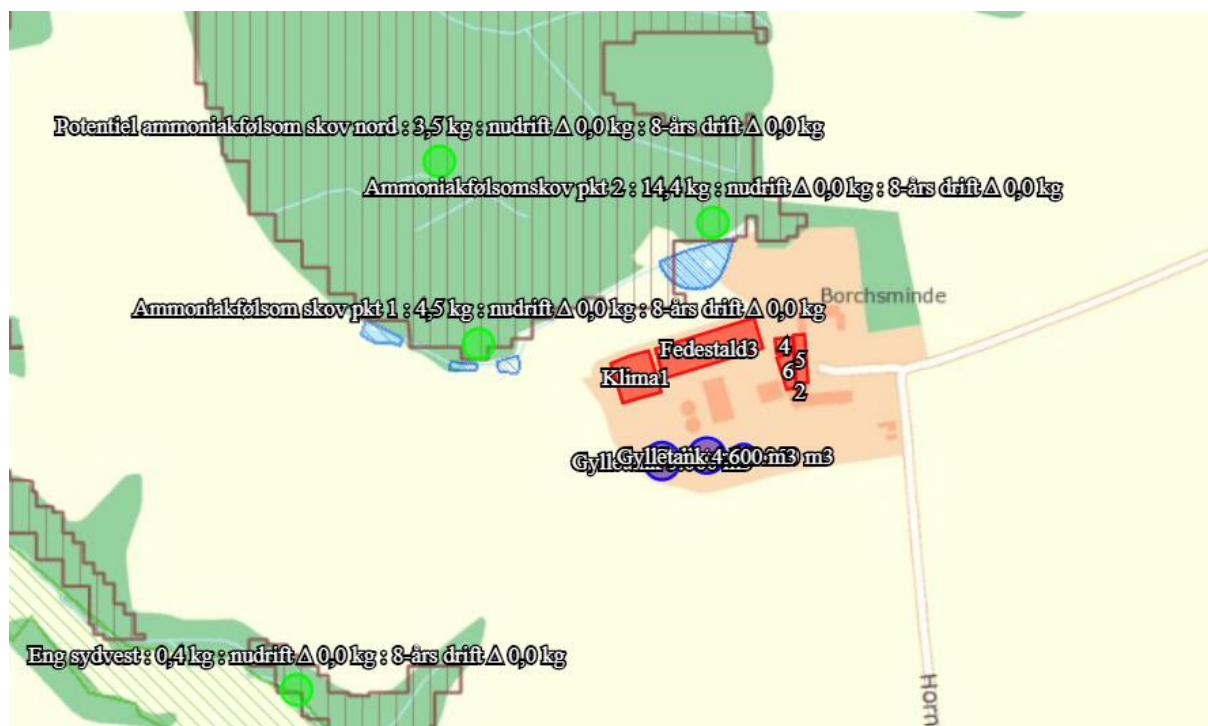 Potentiel ammoniakfølsom skov nord : 3,5 kg : nudrift Δ 0,0 kg : 8-års drift Δ 0,0 kg
Ammoniakfølsomskov pkt 2 : 14,4 kg : nudrift Δ 0,0 kg : 8-års drift Δ 0,0 kg
Borchsminde
Ammoniakfølsom skov pkt 1 : 4,5 kg : nudrift Δ 0,0 kg : 8-års drift Δ 0,0 kg
Fedestald3
4
5
6
Klima1
2
Gylletank 4.600 m3 m3
Eng sydvest : 0,4 kg : nudrift Δ 0,0 kg : 8-års drift Δ 0,0 kg
Horn